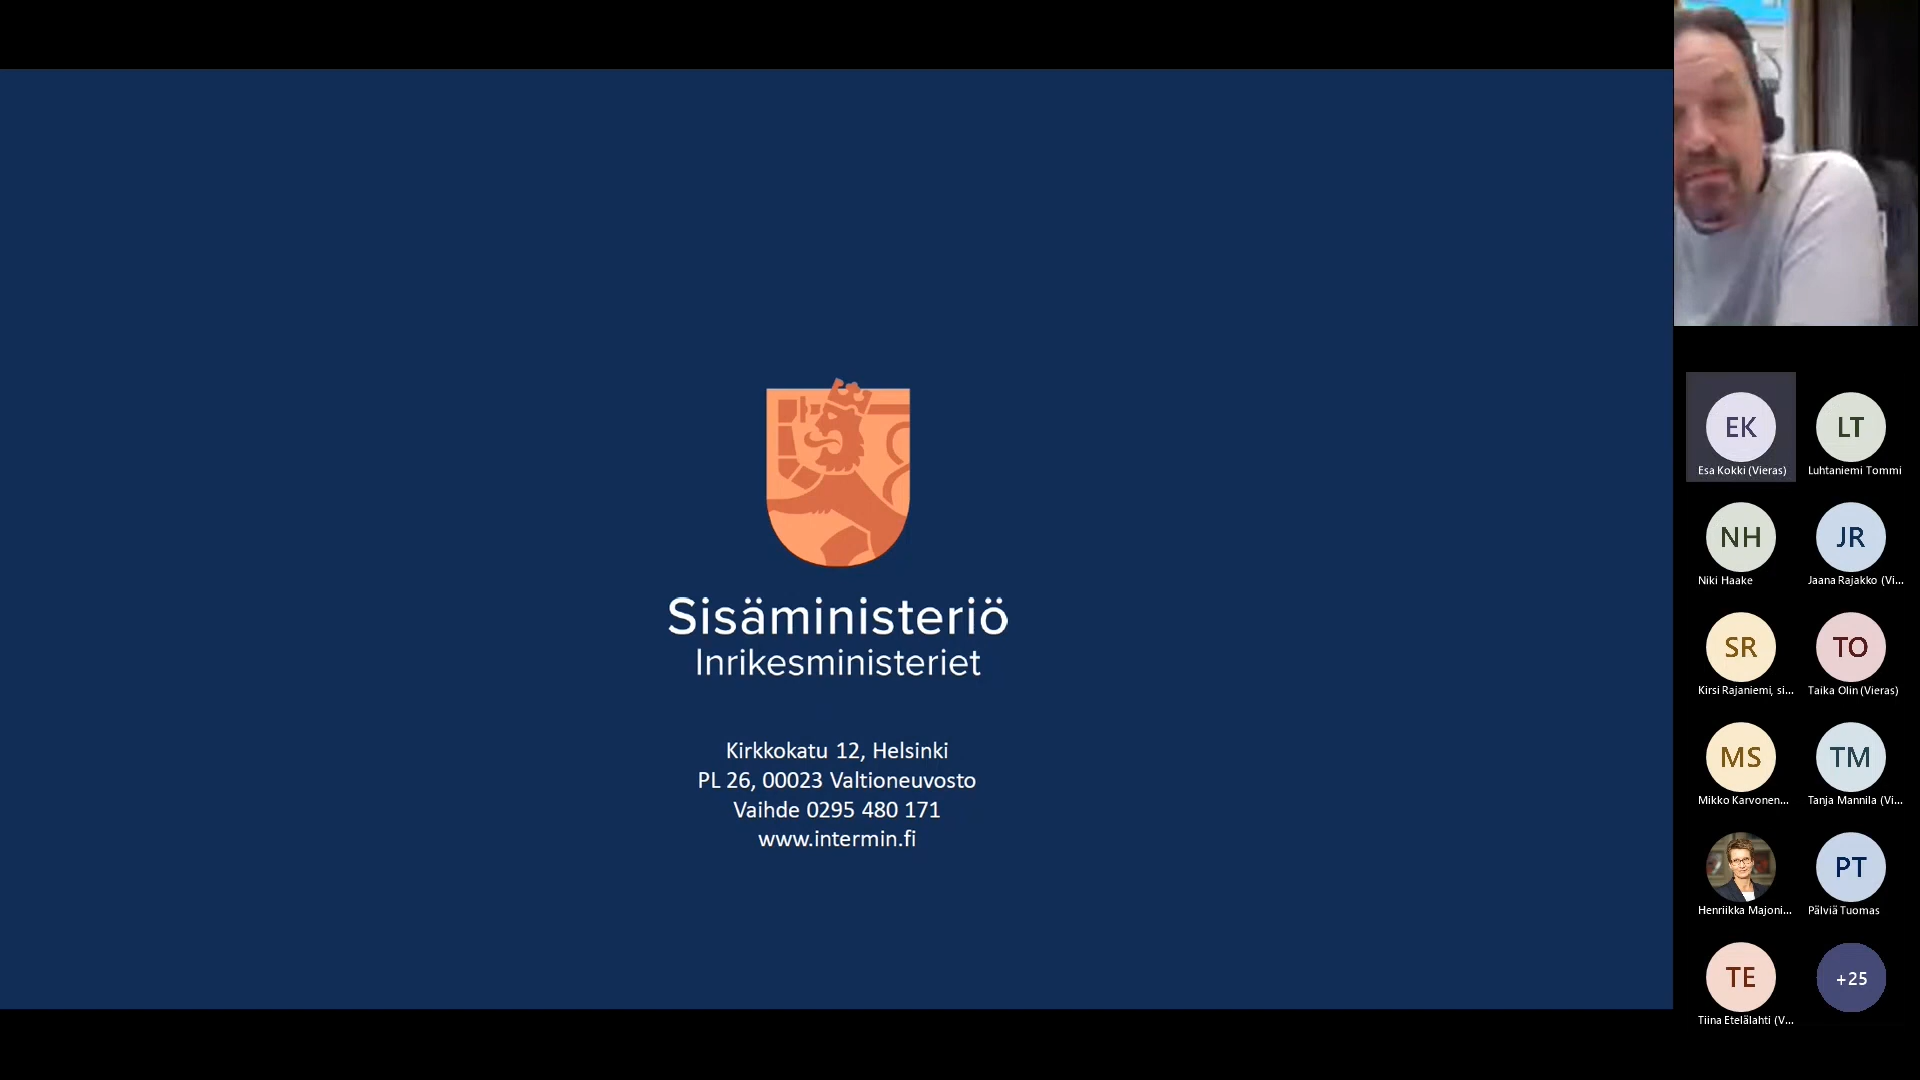 Sisäministeriö
Inrikesministeriet
Kirkkokatu 12, Helsinki
PL 26, 00023 Valtioneuvosto
Vaihde 0295 480 171
www.intermin.fi
EK
Esa Kokki (Vieras)
LT
Luhtaniemi Tommi
NH
Niki Haake
JR
Jaana Rajakko (Vi...
SR
Kirsi Rajaniemi, si...
TO
Taika Olin (Vieras)
MS
Mikko Karvonen...
TM
Tanja Mannila (Vi...
Henriikka Majoni...
PT
Pälviä Tuomas
TE
Tiina Etelälahti (V...
+25